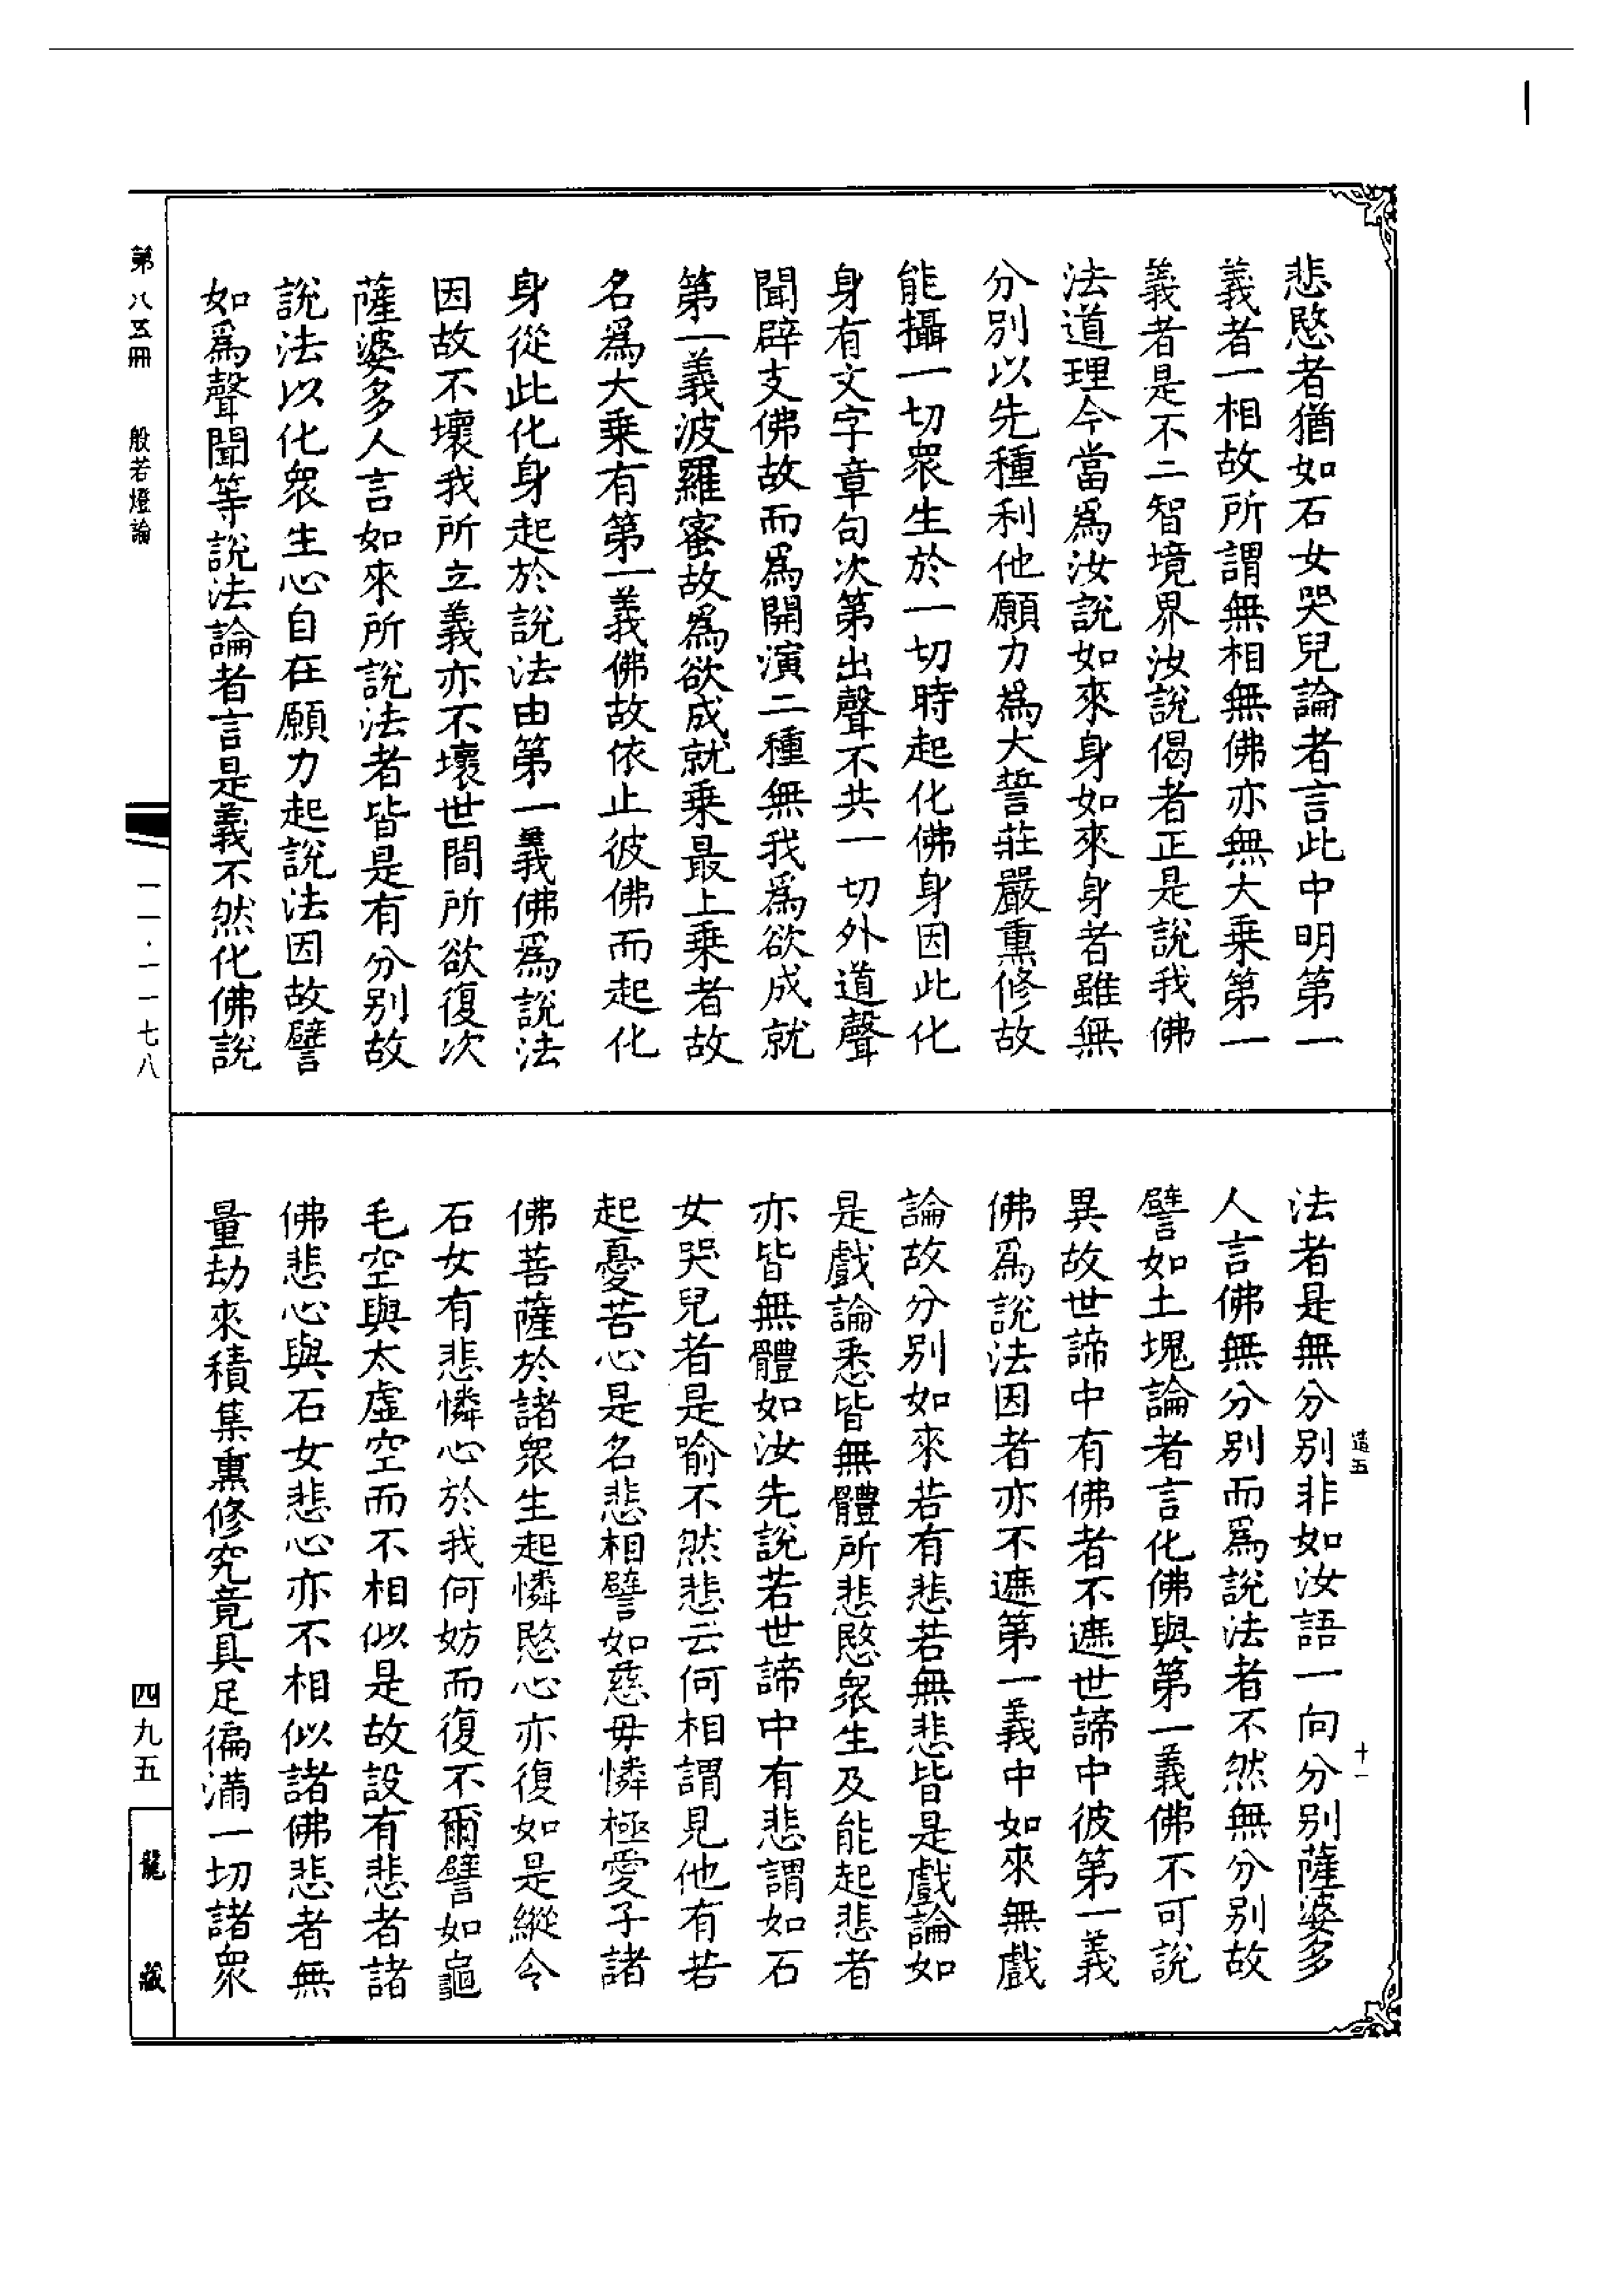 悲愍者猶如石女哭兒論者言此中明第一
義者一相故所謂無相無佛亦無大乗第一
義者是不二智境界汝說偈者正是說我佛
法道理今當爲汝說如來身如來身者雖無
分別以先種利他願力爲大誓莊嚴熏修故
能攝一切衆生於一切時起化佛身因此化
身有文字章句次第出聲不共一切外道聲
聞辟支佛故而爲開演二種無我爲欲成就
第一義波羅蜜故爲欲成就乗最上乗者故
名爲大乗有第一義佛故依止彼佛而起化
身從此化身起於說法由第一義佛爲說法
因故不壞我所立義亦不壞世間所欲復次
薩婆多人言如來所說法者皆是有分別故
說法以化衆生心自在願力起說法因故譬
如爲聲聞等說法論者言是義不然化佛說
法者是無分別非如汝語一向分別薩婆多
人言佛無分別而爲說法者不然無分別故
譬如土塊論者言化佛與第一義佛不可說
異故世諦中有佛者不遮世諦中彼第一義
佛爲說法因者亦不遮第一義中如來無戲
論故分別如來若有悲若無悲皆是戲論如
是戲論悉皆無體所悲愍衆生及能起悲者
亦皆無體如汝先說若世諦中有悲謂如石
女哭兒者是喻不然悲云何相謂見他有若
起憂苦心是名悲相譬如慈母憐極愛子諸
佛菩薩於諸衆生起憐愍心亦復如是縱令
石女有悲憐心於我何妨而復不爾譬如龜
毛空與太虛空而不相似是故設有悲者諸
佛悲心與石女悲心亦不相似諸佛悲者無
量劫來積集熏修究竟具足徧滿一切諸衆
遣五
十一
第八五冊　般若燈論
一一·一一七八
四九五
龍藏